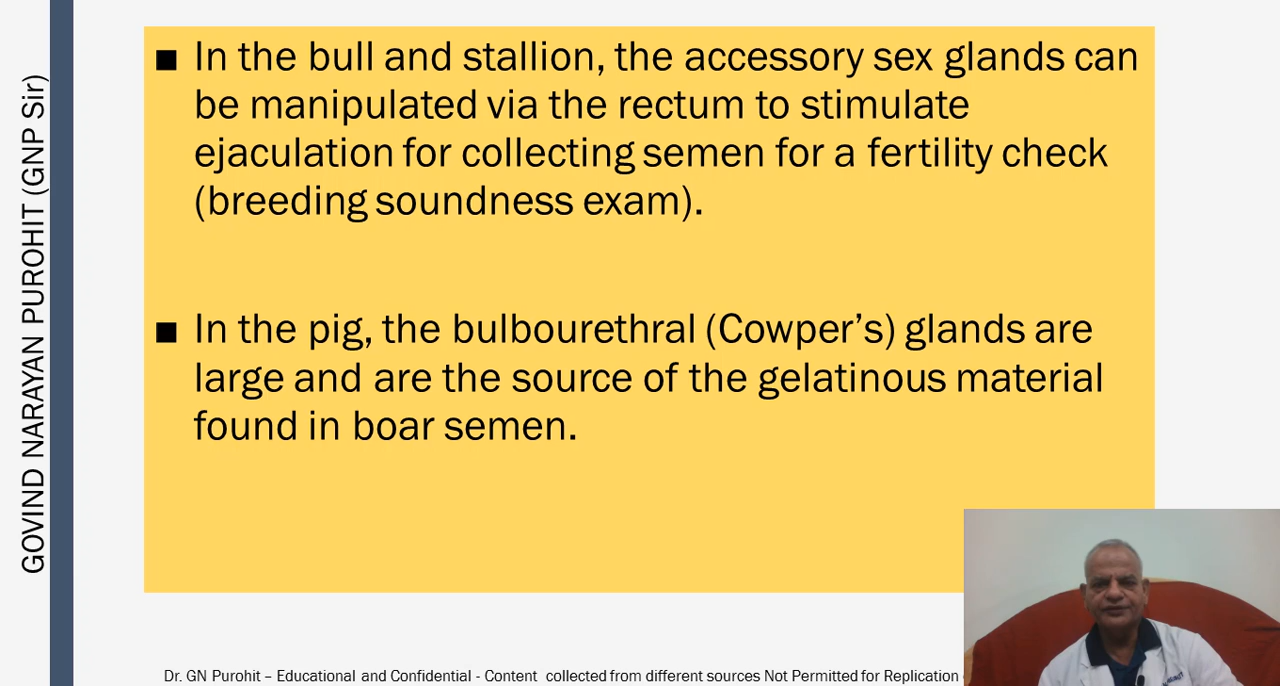 GOVIND NARAYAN PUROHIT (GNP Sir)
■ In the bull and stallion, the accessory sex glands can
be manipulated via the rectum to stimulate
ejaculation for collecting semen for a fertility check
(breeding soundness exam).
■ In the pig, the bulbourethral (Cowper’s) glands are
large and are the source of the gelatinous material
found in boar semen.
Dr. GN Purohit – Educational and Confidential - Content collected from different sources Not Permitted for Replication